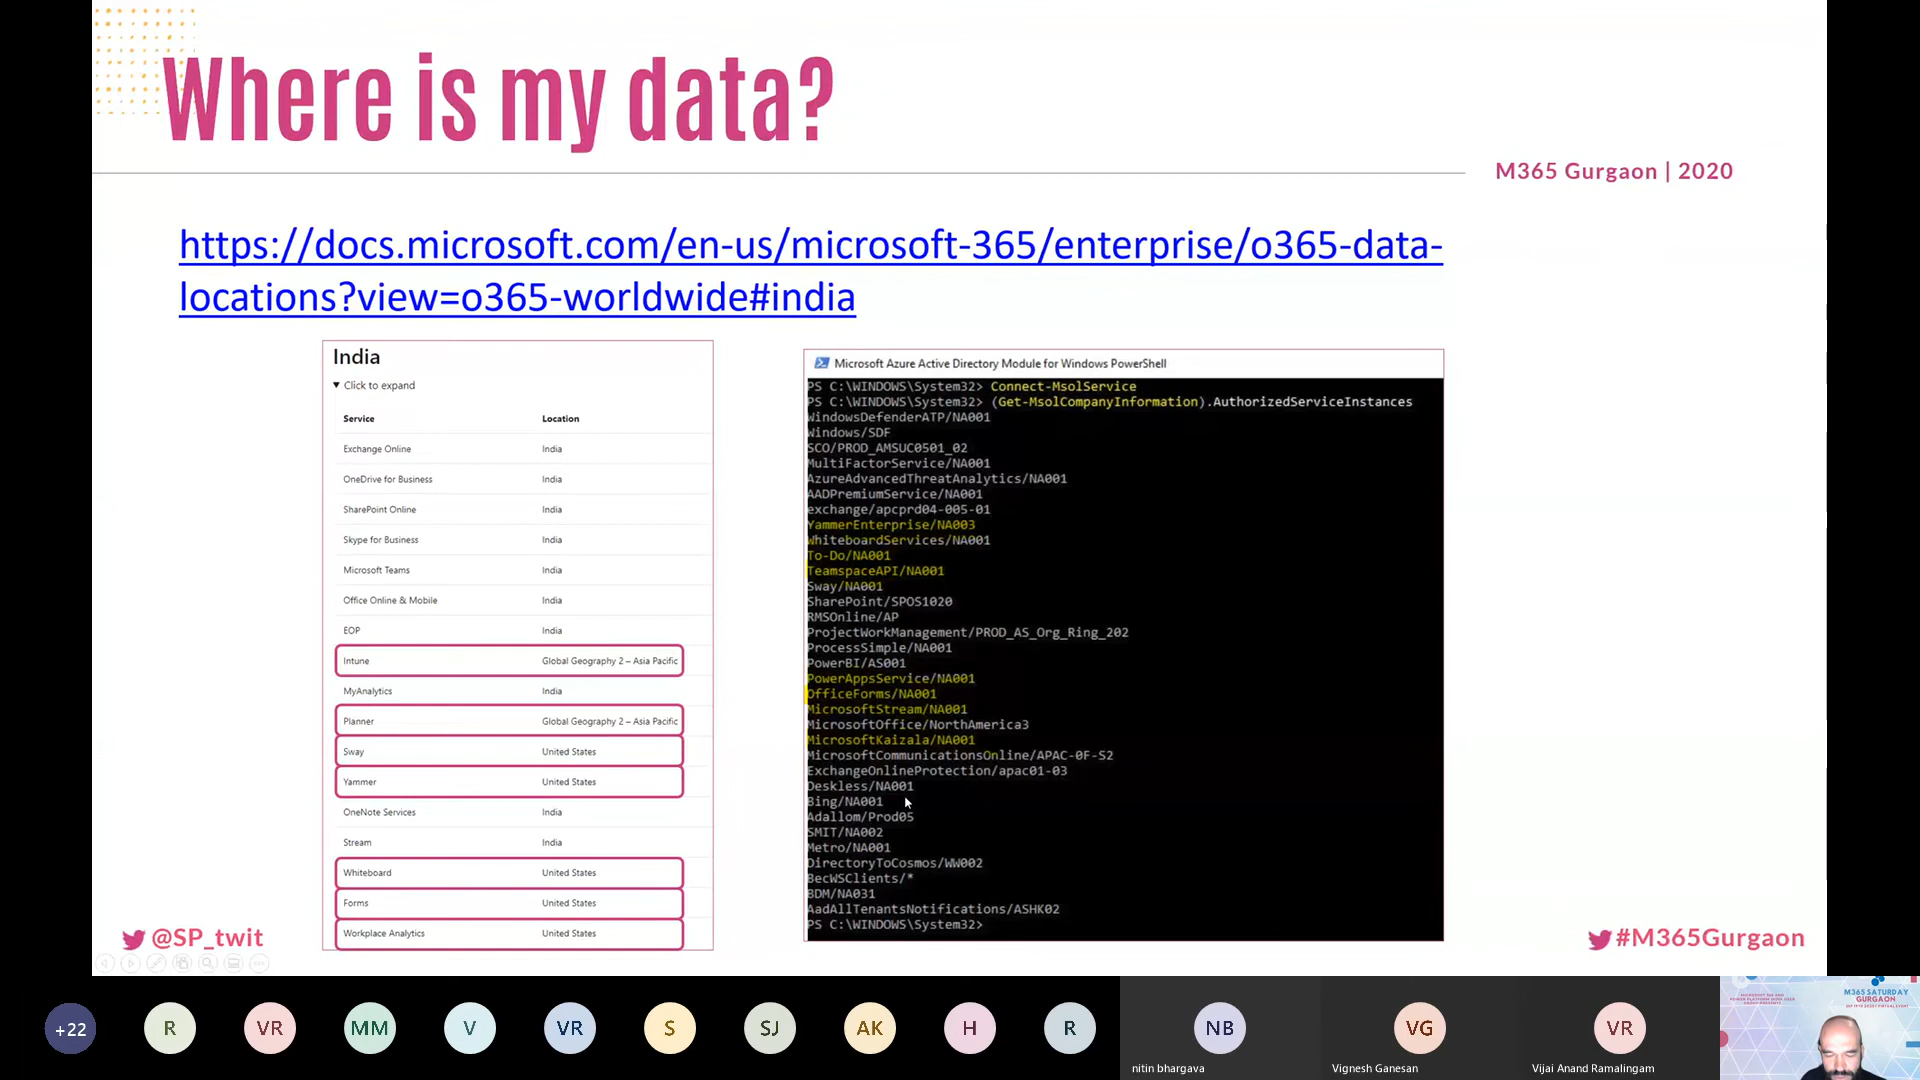 Where is my data?
M365 Gurgaon | 2020
https://docs.microsoft.com/en-us/microsoft-365/enterprise/o365-data-
locations?view=o365-worldwide#india
India
Click to expand
Service Location
Exchange Online India
OneDrive for Business India
SharePoint Online India
Skype for Business India
Microsoft Teams India
Office Online & Mobile India
EOP India
Intune Global Geography 2 – Asia Pacific
MyAnalytics India
Planner Global Geography 2 – Asia Pacific
Sway United States
Yammer United States
OneNote Services India
Stream India
Whiteboard United States
Forms United States
Workplace Analytics United States
Microsoft Azure Active Directory Module for Windows PowerShell
PS C:\WINDOWS\System32> Connect-MsolService
PS C:\WINDOWS\System32> (Get-MsolCompanyInformation).AuthorizedServiceInstances
WindowsDefenderATP/NA001
Windows/SDF
SCO/PROD_AMSUC0501_02
MultiFactorService/NA001
AzureAdvancedThreatAnalytics/NA001
AADPremiumService/NA001
exchange/apcprd04-005-01
YammerEnterprise/NA003
WhiteboardServices/NA001
To-Do/NA001
TeamspaceAPI/NA001
Sway/NA001
SharePoint/SPOS1020
RMSOnline/AP
ProjectWorkManagement/PROD_AS_Org_Ring_202
ProcessSimple/NA001
PowerBI/AS001
PowerAppsService/NA001
OfficeForms/NA001
MicrosoftStream/NA001
MicrosoftOffice/NorthAmerica3
MicrosoftKaizala/NA001
MicrosoftCommunicationsOnline/APAC-0F-S2
ExchangeOnlineProtection/apac01-03
Deskless/NA001
Bing/NA001
Adallom/Prod05
SMIT/NA002
Metro/NA001
DirectoryToCosmos/WW002
BecWSClients/*
BDM/NA031
AadAllTenantsNotifications/ASHK02
PS C:\WINDOWS\System32>
@SP_twit
#M365Gurgaon
+22 R VR MM V VR S SJ AK H R NB VG VR
nitin bhargava Vignesh Ganesan Vijai Anand Ramalingam
M365 SATURDAY
GURGAON